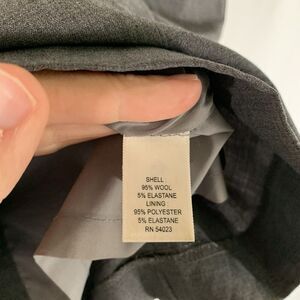 SHELL
95% WOOL
5% ELASTANE
LINING
95% POLYESTER
5% ELASTANE
RN 54023